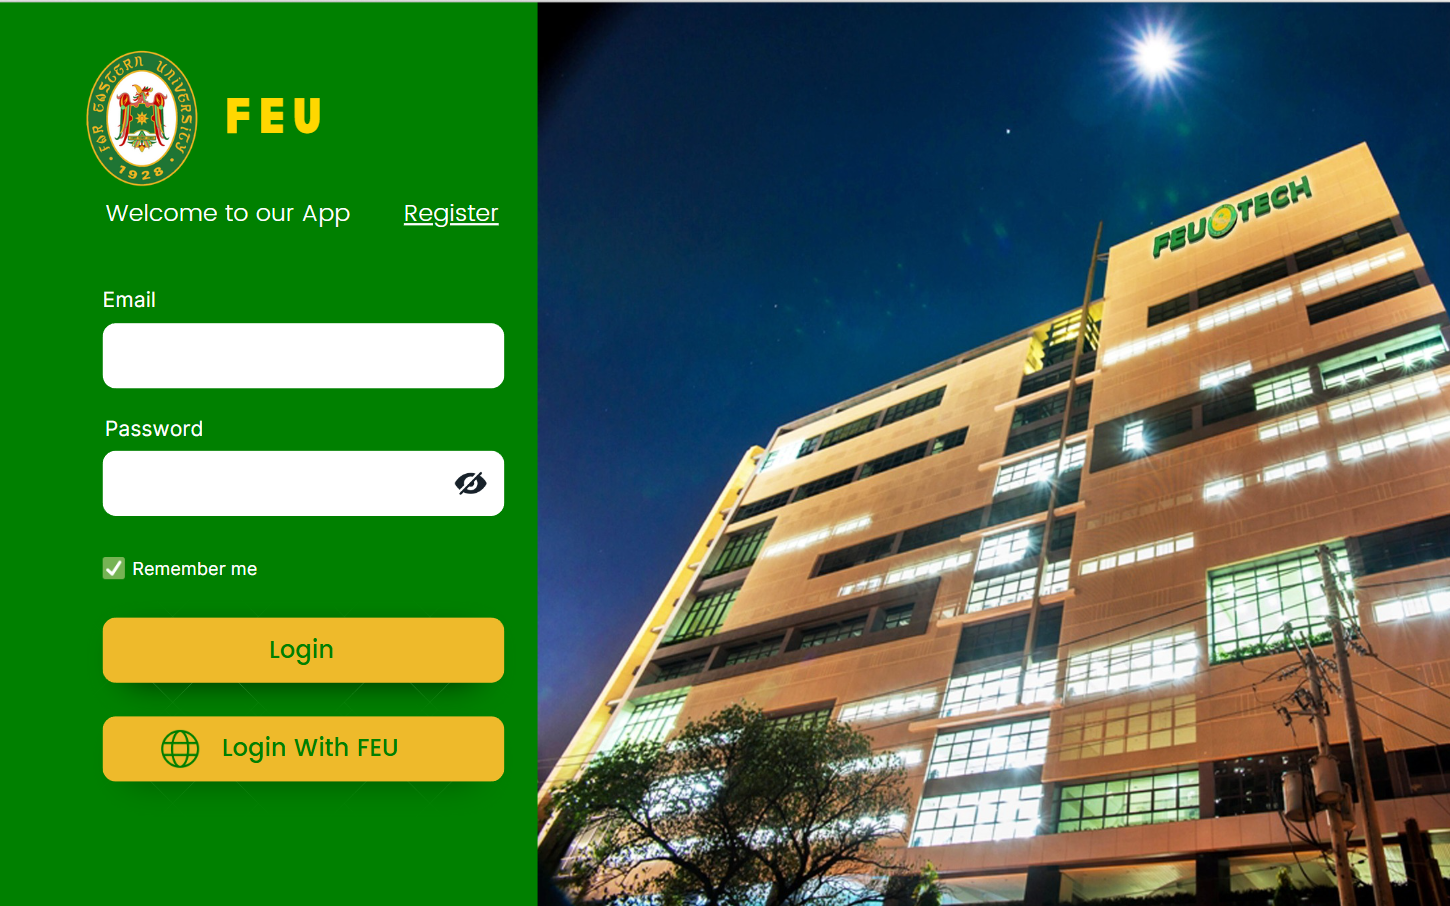 FAR EASTERN UNIVERSITY
1928
FEU
Welcome to our App
Register
Email
Password
Remember me
Login
Login With FEU
FEU TECH